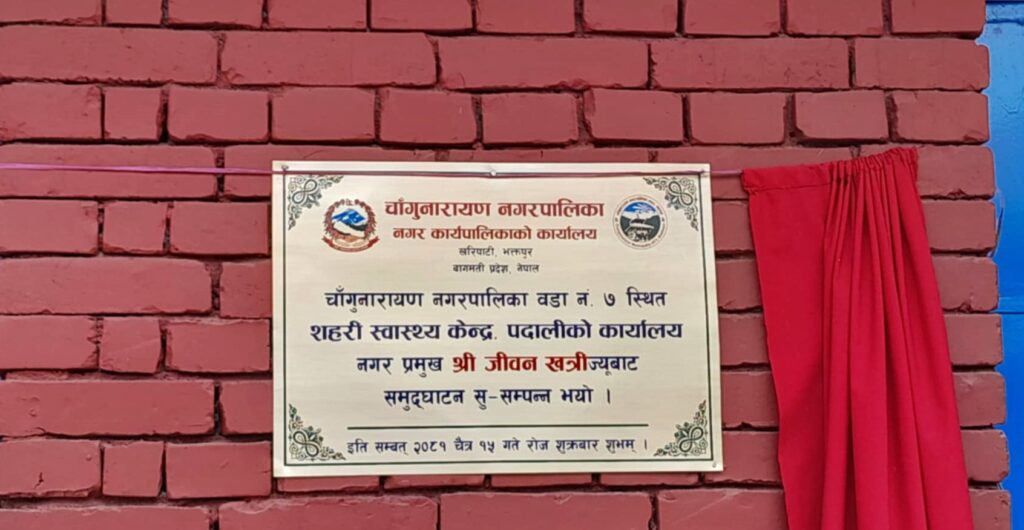 चाँगुनारायण नगरपालिका
नगर कार्यपालिकाको कार्यालय
खरिपाटी, भक्तपुर
बागमती प्रदेश, नेपाल
चाँगुनारायण नगरपालिका वडा नं. ७ स्थित
शहरी स्वास्थ्य केन्द्र, पदालीको कार्यालय
नगर प्रमुख श्री जीवन खत्रीज्यूबाट
समुद्घाटन सु-सम्पन्न भयो ।
इति सम्बत् २०८१ चैत्र १५ गते रोज शुक्रबार शुभम् ।